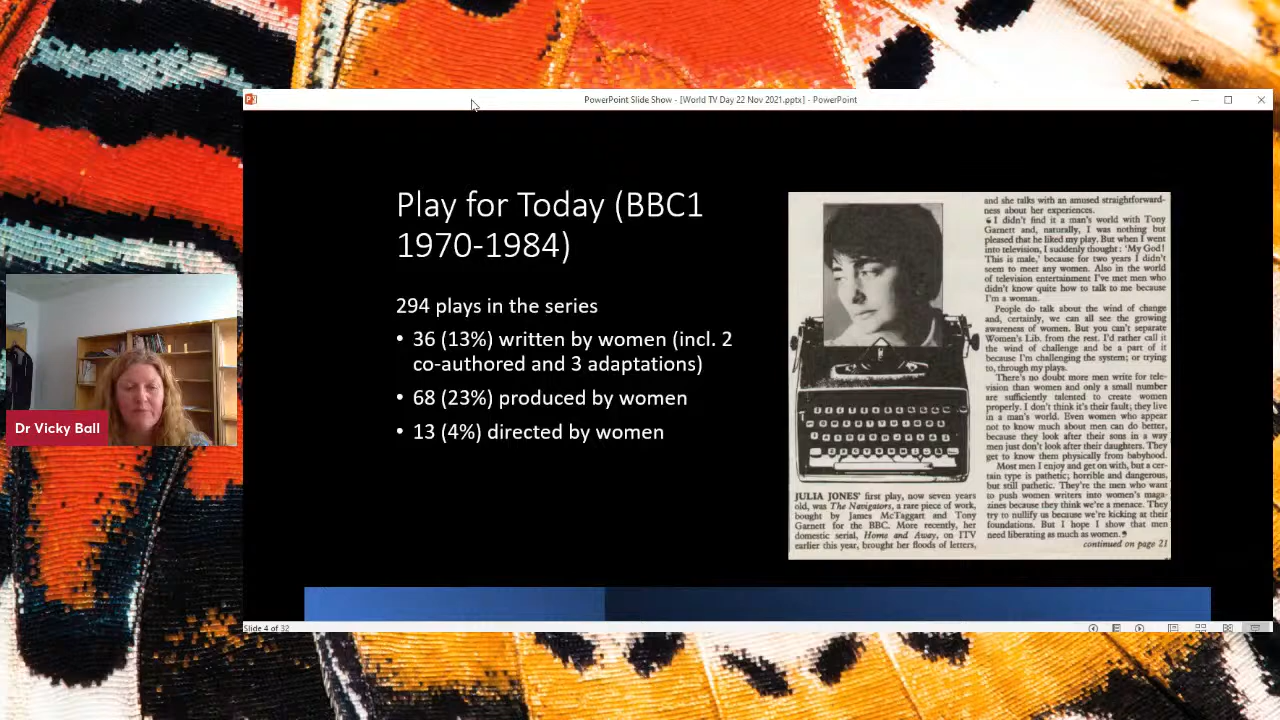 PowerPoint Slide Show - [World TV Day 22 Nov 2021.pptx] - PowerPoint
Play for Today (BBC1
1970-1984)
294 plays in the series
• 36 (13%) written by women (incl. 2
co-authored and 3 adaptations)
• 68 (23%) produced by women
• 13 (4%) directed by women
JULIA JONES' first play, now seven years
old, was The Navigators, a rare piece of work,
bought by James McTaggart and Tony
Garnett for the BBC. More recently, her
domestic serial, Home and Away, on ITV
earlier this year, brought her floods of letters,
and she talks with an amused straightforward-
ness about her experiences.
❛ I didn't find it a man's world with Tony
Garnett and, naturally, I was nothing but
pleased that he liked my play. But when I went
into television, I suddenly thought: 'My God!
This is male,' because for two years I didn't
seem to meet any women. Also in the world
of television entertainment I've met men who
didn't know quite how to talk to me because
I'm a woman.
People do talk about the wind of change
and, certainly, we can all see the growing
awareness of women. But you can't separate
Women's Lib. from the rest. I'd rather call it
the wind of challenge and be a part of it
because I'm challenging the system; or trying
to, through my plays.
There's no doubt more men write for tele-
vision than women and only a small number
are sufficiently talented to create women
properly. I don't think it's their fault; they live
in a man's world. Even women who appear
not to know much about men can do better,
because they look after their sons in a way
men just don't look after their daughters. They
get to know them physically from babyhood.
Most men I enjoy and get on with, but a cer-
tain type is pathetic; horrible and dangerous,
but still pathetic. They're the men who want
to push women writers into women's maga-
zines because they think we're a menace. They
try to nullify us because we're kicking at their
foundations. But I hope I show that men
need liberating as much as women.❜
continued on page 21
Dr Vicky Ball
Slide 4 of 32